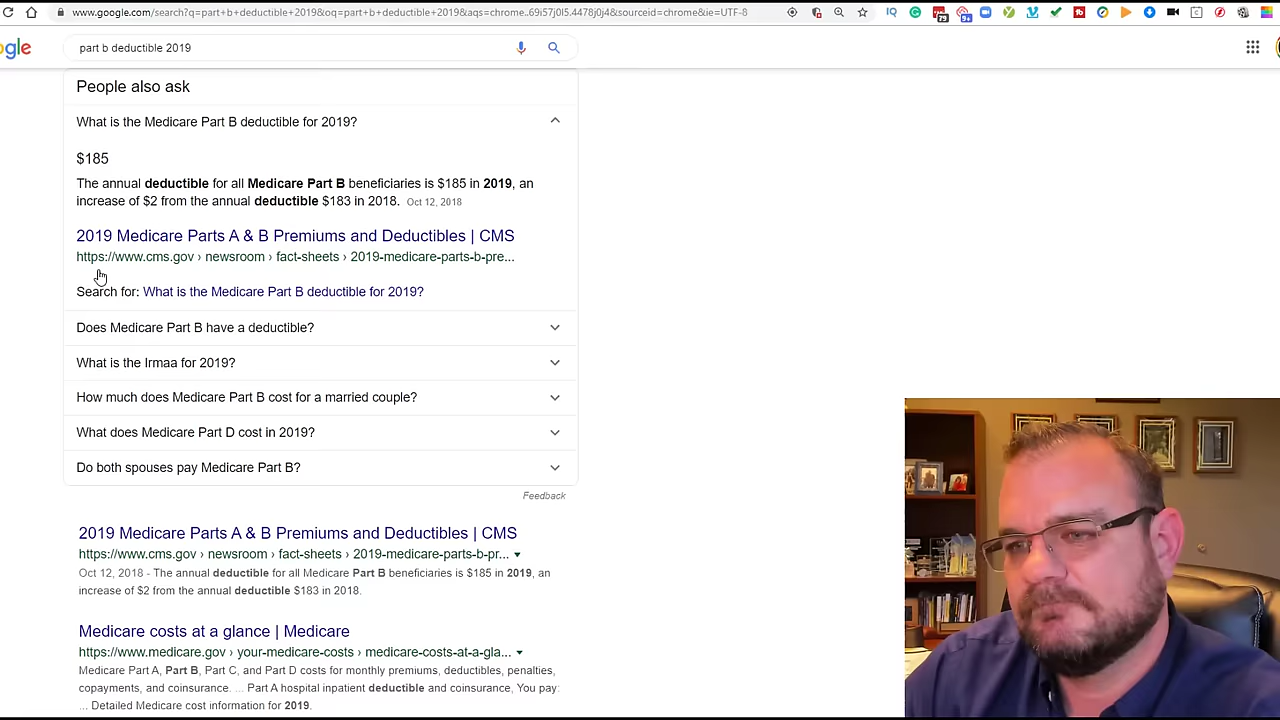 www.google.com/search?q=part+b+deductible+2019&oq=part+b+deductible+2019&aqs=chrome..69i57j0l5.4478j0j4&sourceid=chrome&ie=UTF-8
79
9+
IQ
ogle
part b deductible 2019
People also ask
What is the Medicare Part B deductible for 2019?
$185
The annual deductible for all Medicare Part B beneficiaries is $185 in 2019, an
increase of $2 from the annual deductible $183 in 2018. Oct 12, 2018
2019 Medicare Parts A & B Premiums and Deductibles | CMS
https://www.cms.gov › newsroom › fact-sheets › 2019-medicare-parts-b-pre...
Search for: What is the Medicare Part B deductible for 2019?
Does Medicare Part B have a deductible?
What is the Irmaa for 2019?
How much does Medicare Part B cost for a married couple?
What does Medicare Part D cost in 2019?
Do both spouses pay Medicare Part B?
Feedback
2019 Medicare Parts A & B Premiums and Deductibles | CMS
https://www.cms.gov › newsroom › fact-sheets › 2019-medicare-parts-b-pr...
Oct 12, 2018 - The annual deductible for all Medicare Part B beneficiaries is $185 in 2019, an
increase of $2 from the annual deductible $183 in 2018.
Medicare costs at a glance | Medicare
https://www.medicare.gov › your-medicare-costs › medicare-costs-at-a-gla...
Medicare Part A, Part B, Part C, and Part D costs for monthly premiums, deductibles, penalties,
copayments, and coinsurance. ... Part A hospital inpatient deductible and coinsurance, You pay:
... Detailed Medicare cost information for 2019.